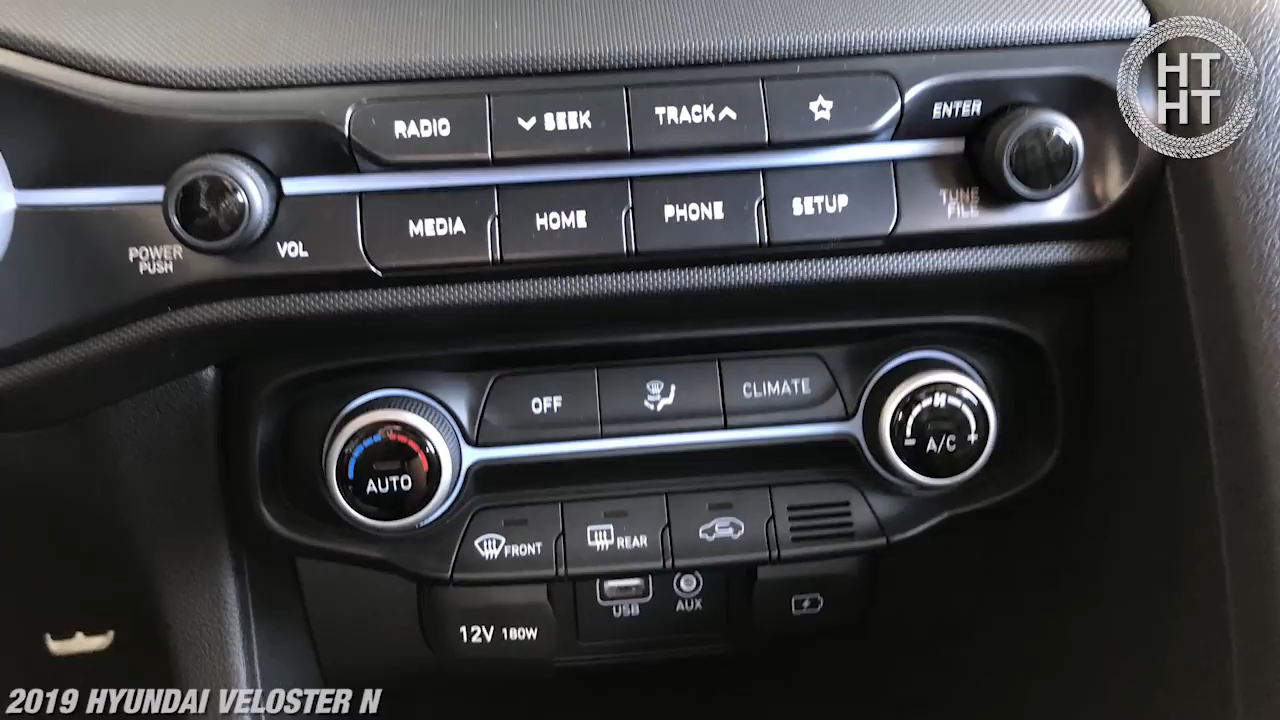 HT
HT
RADIO
SEEK
TRACK
ENTER
MEDIA
HOME
PHONE
SETUP
TUNE
FILE
POWER
PUSH
VOL
OFF
CLIMATE
AUTO
- A/C +
FRONT
REAR
USB
AUX
12V 180W
2019 HYUNDAI VELOSTER N